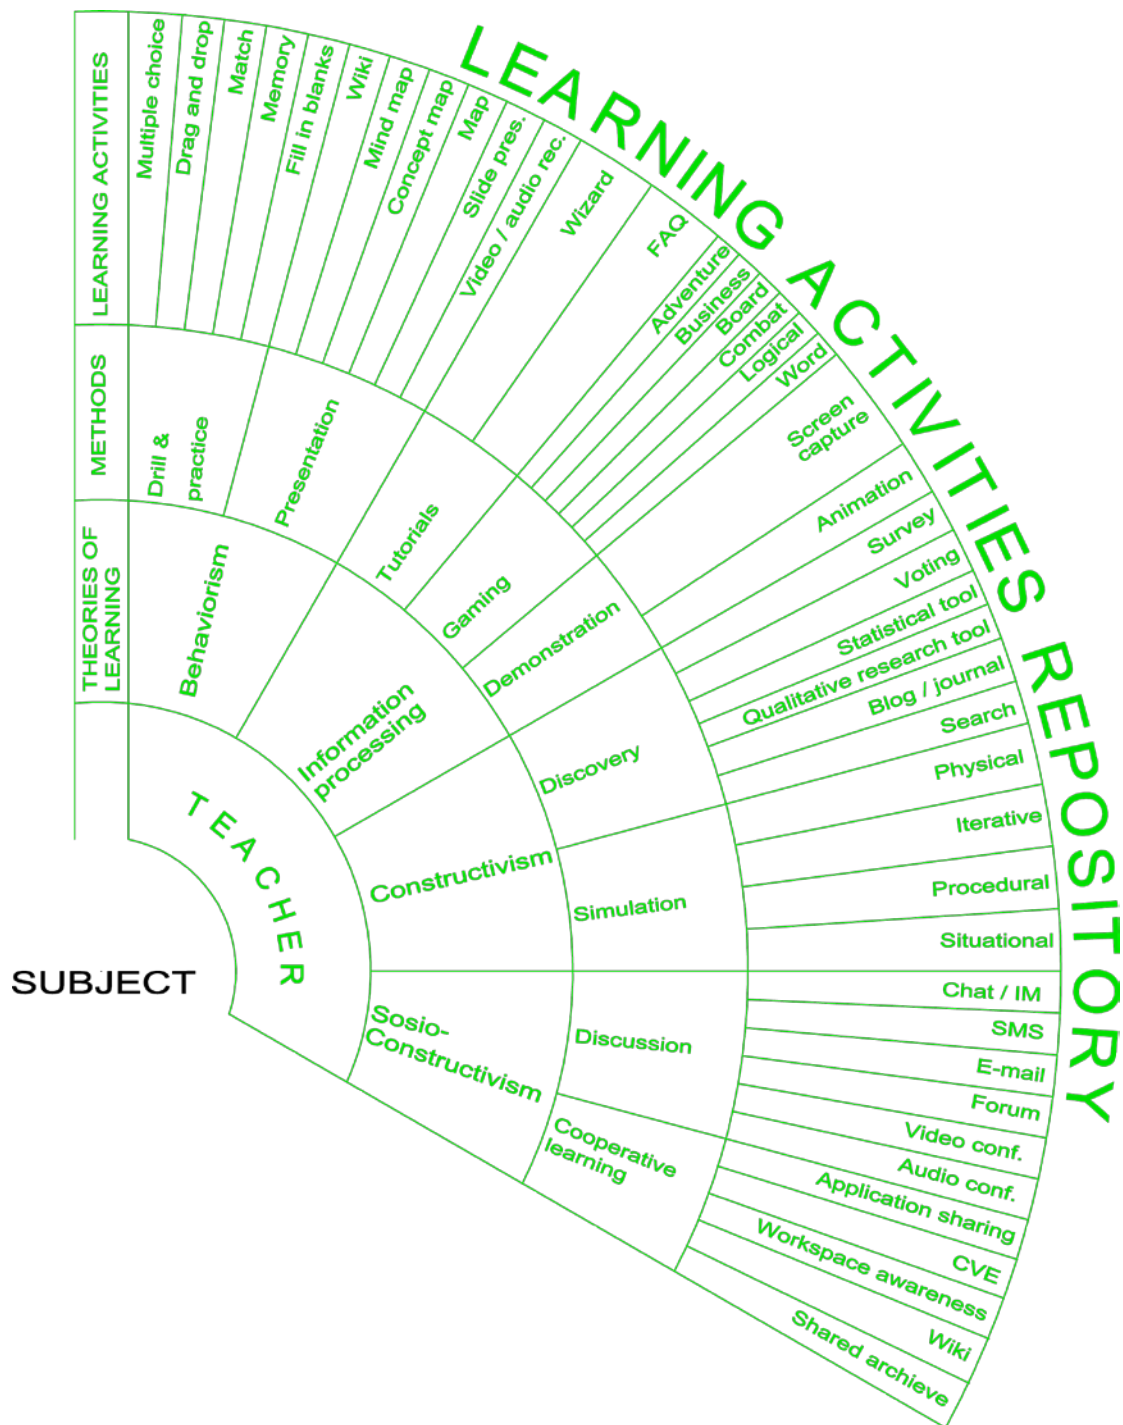 LEARNING ACTIVITIES REPOSITORY
LEARNING ACTIVITIES
Multiple choice
Drag and drop
Match
Memory
Fill in blanks
Wiki
Mind map
Concept map
Map
Slide pres.
Video / audio rec.
Wizard
FAQ
Adventure
Business
Board
Combat
Logical
Word
Screen
capture
Animation
Survey
Voting
Statistical tool
Qualitative research tool
Blog / journal
Search
Physical
Iterative
Procedural
Situational
Chat / IM
SMS
E-mail
Forum
Video conf.
Audio conf.
Application sharing
CVE
Workspace awareness
Wiki
Shared archieve
METHODS
Drill &
practice
Presentation
Tutorials
Gaming
Demonstration
Discovery
Simulation
Discussion
Cooperative
learning
THEORIES OF
LEARNING
Behaviorism
Information
processing
Constructivism
Sosio-
Constructivism
TEACHER
SUBJECT